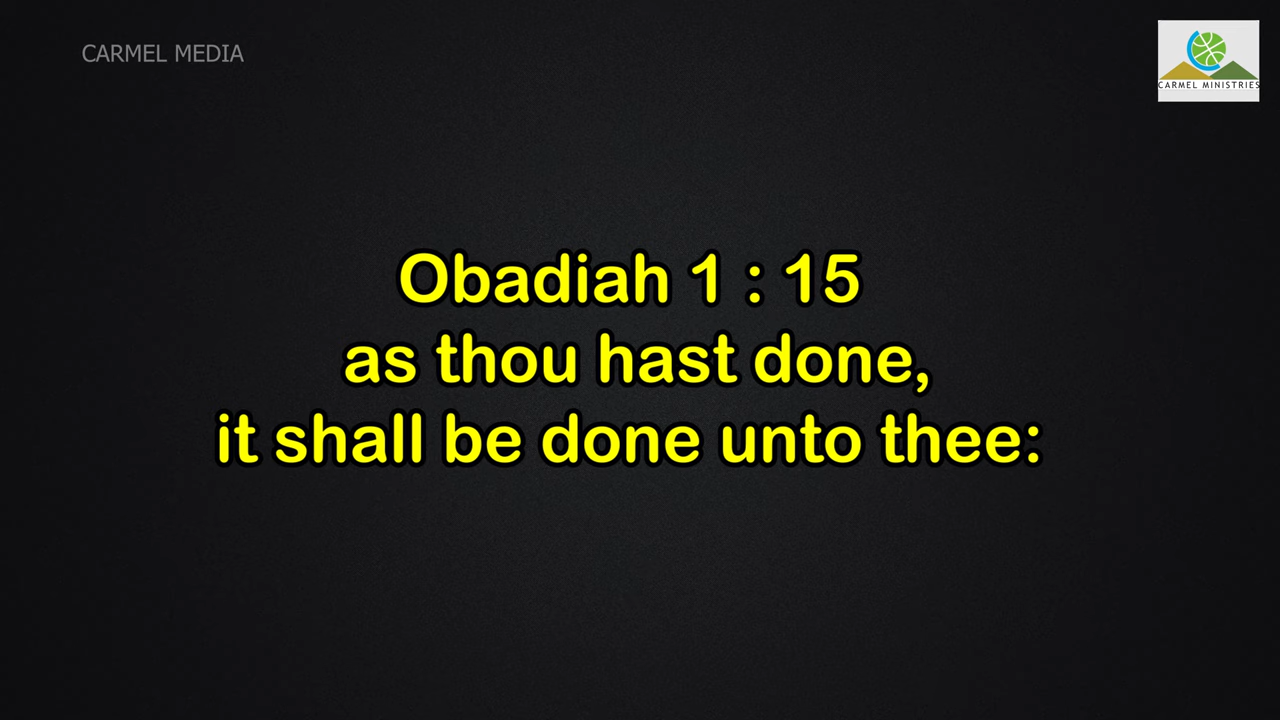 CARMEL MEDIA
CARMEL MINISTRIES
Obadiah 1 : 15
as thou hast done,
it shall be done unto thee: